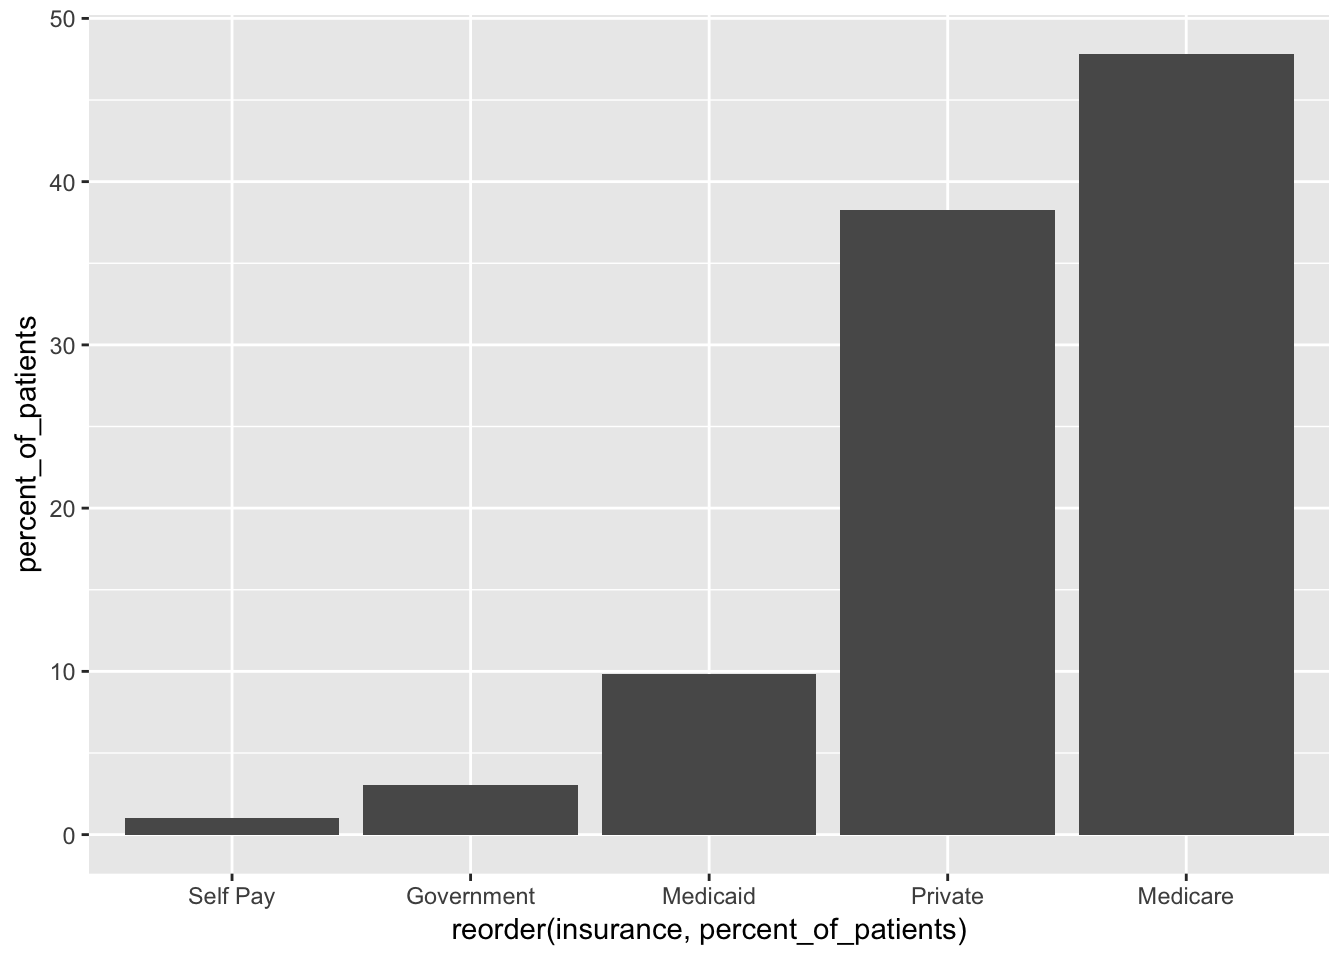 50
40
30
20
10
0
percent_of_patients
Self Pay
Government
Medicaid
Private
Medicare
reorder(insurance, percent_of_patients)